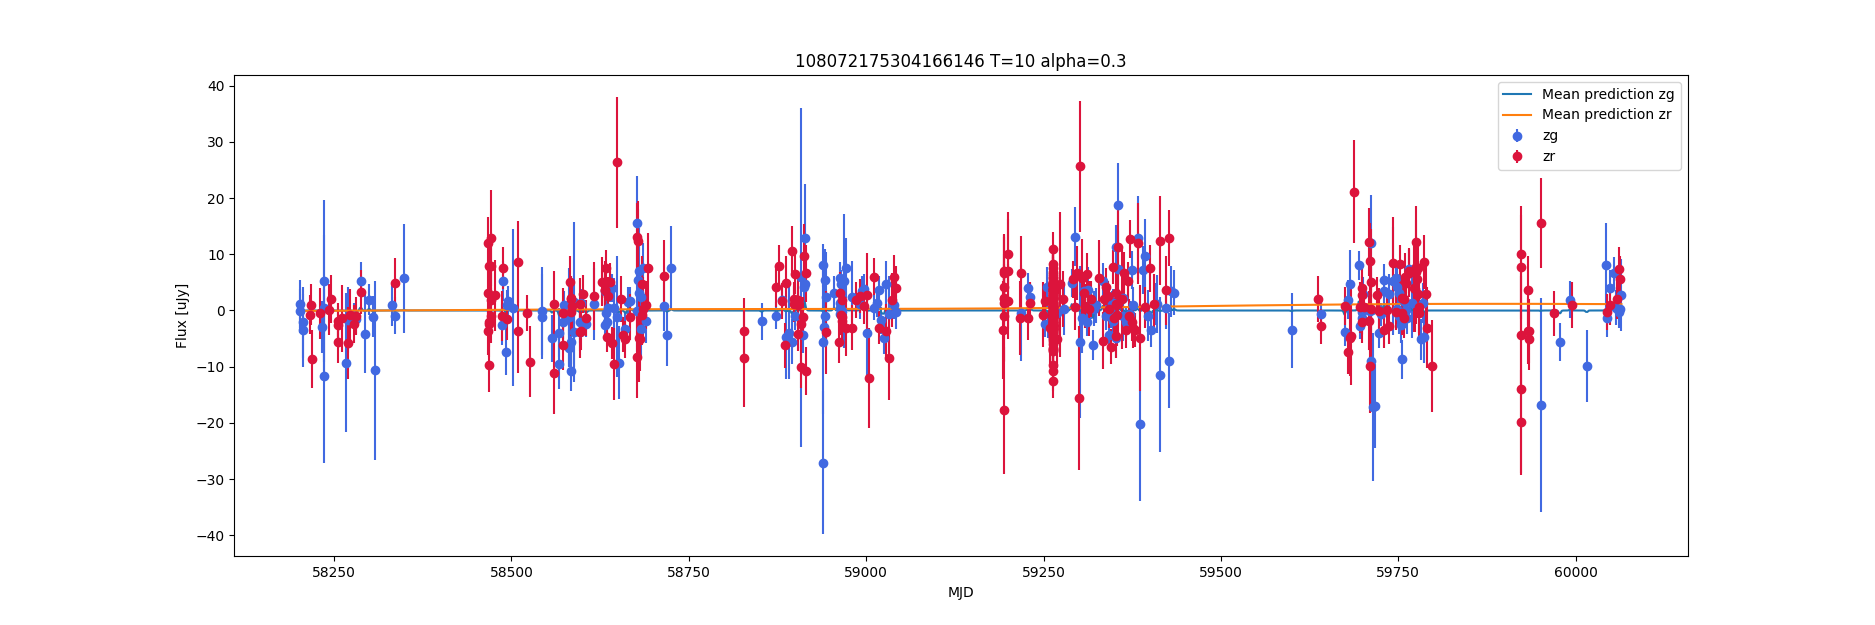 108072175304166146 T=10 alpha=0.3
Mean prediction zg
Mean prediction zr
zg
zr
Flux [uJy]
40
30
20
10
0
−10
−20
−30
−40
58250 58500 58750 59000 59250 59500 59750 60000
MJD